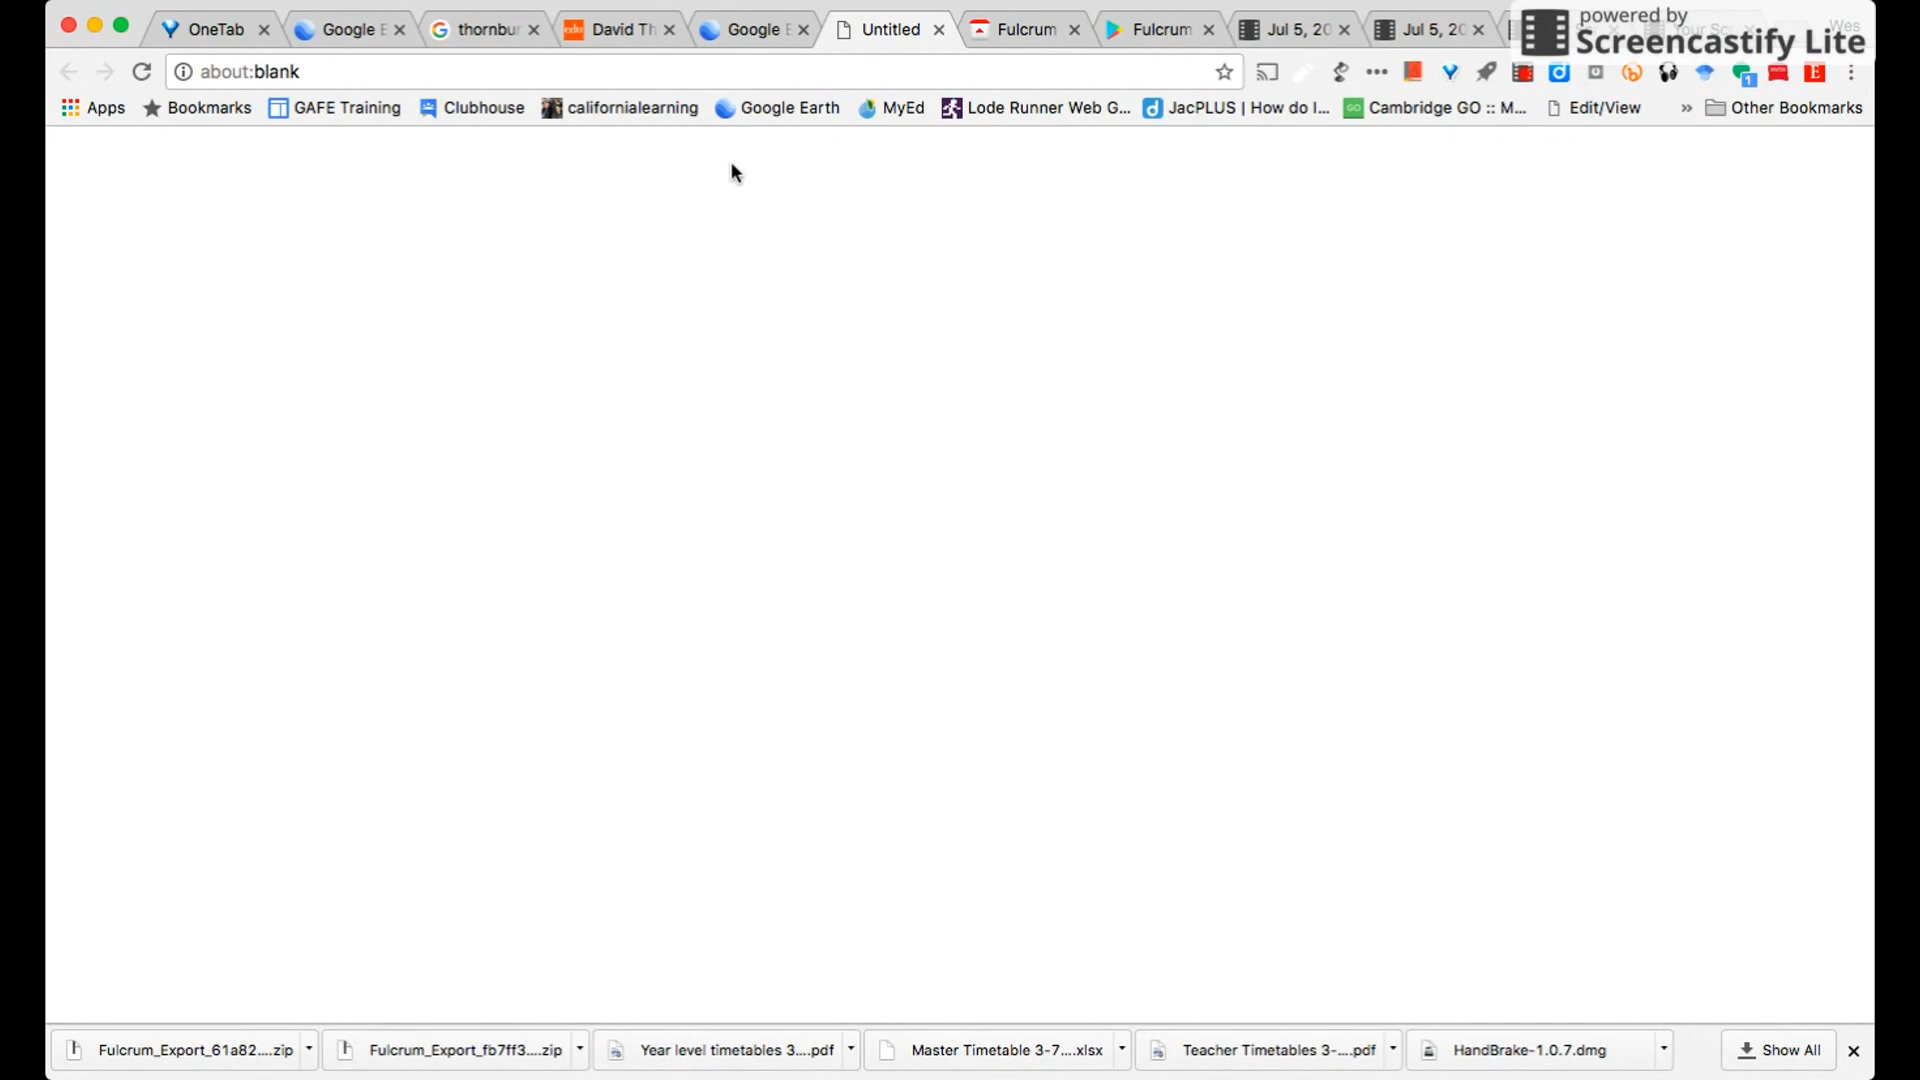 OneTab
Google E
thornbur
David Th
Google E
Untitled
Fulcrum
Fulcrum
Jul 5, 20
Jul 5, 20
powered by
Screencastify Lite
Wes
about:blank
Apps
Bookmarks
GAFE Training
Clubhouse
californialearning
Google Earth
MyEd
Lode Runner Web G...
JacPLUS | How do I...
GO
Cambridge GO :: M...
Edit/View
»
Other Bookmarks
Fulcrum_Export_61a82....zip
Fulcrum_Export_fb7ff3....zip
Year level timetables 3....pdf
Master Timetable 3-7....xlsx
Teacher Timetables 3-....pdf
HandBrake-1.0.7.dmg
Show All